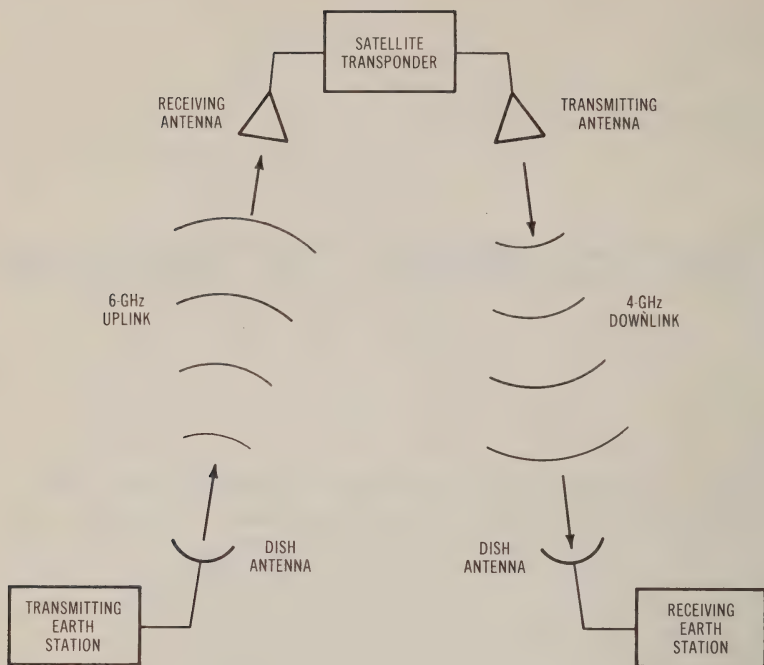 SATELLITE
TRANSPONDER
RECEIVING
ANTENNA
TRANSMITTING
ANTENNA
6-GHz
UPLINK
4-GHz
DOWNLINK
DISH
ANTENNA
DISH
ANTENNA
TRANSMITTING
EARTH
STATION
RECEIVING
EARTH
STATION